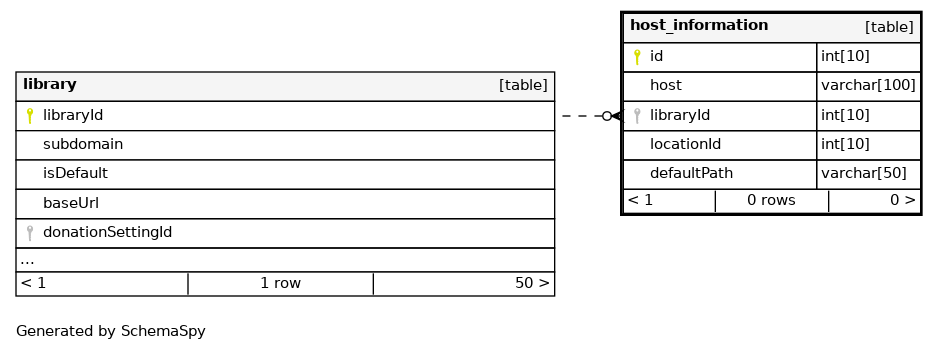 library [table]
libraryId
subdomain
isDefault
baseUrl
donationSettingId
...
< 1 1 row 50 >
host_information [table]
id int[10]
host varchar[100]
libraryId int[10]
locationId int[10]
defaultPath varchar[50]
< 1 0 rows 0 >
Generated by SchemaSpy